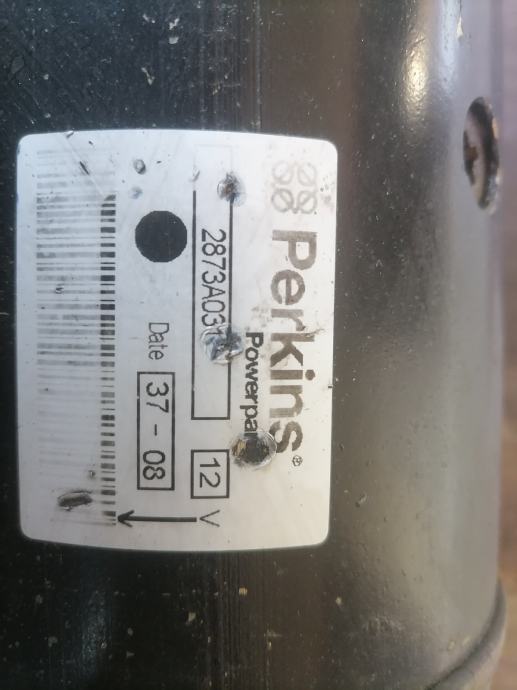 Perkins®
Powerpa
2873A03
12 V
Date 37 - 08